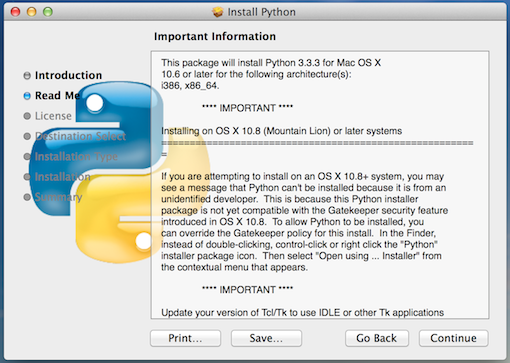 Install Python
Important Information
Introduction
Read Me
License
Destination Select
Installation Type
Installation
Summary
This package will install Python 3.3.3 for Mac OS X
10.6 or later for the following architecture(s):
i386, x86_64.
**** IMPORTANT ****
Installing on OS X 10.8 (Mountain Lion) or later systems
====================================================
=
If you are attempting to install on an OS X 10.8+ system, you may
see a message that Python can't be installed because it is from an
unidentified developer.  This is because this Python installer
package is not yet compatible with the Gatekeeper security feature
introduced in OS X 10.8.  To allow Python to be installed, you
can override the Gatekeeper policy for this install.  In the Finder,
instead of double-clicking, control-click or right click the "Python"
installer package icon.  Then select "Open using ... Installer" from
the contextual menu that appears.
**** IMPORTANT ****
Update your version of Tcl/Tk to use IDLE or other Tk applications
Print...
Save...
Go Back
Continue